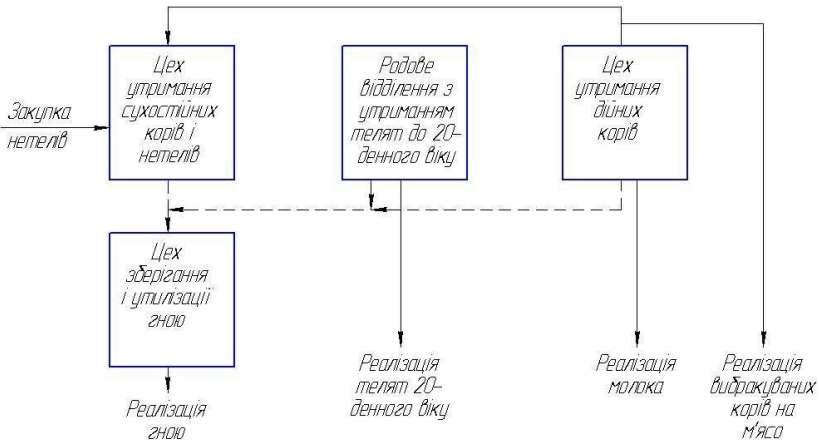 Закупка
нетелів
Цех
утримання
сухостійних
корів і
нетелів
Родове
відділення з
утриманням
телят до 20-
денного віку
Цех
утримання
дійних
корів
Цех
зберігання
і утилізації
гною
Реалізація
гною
Реалізація
телят 20-
денного віку
Реалізація
молока
Реалізація
вибракуваних
корів на
м'ясо